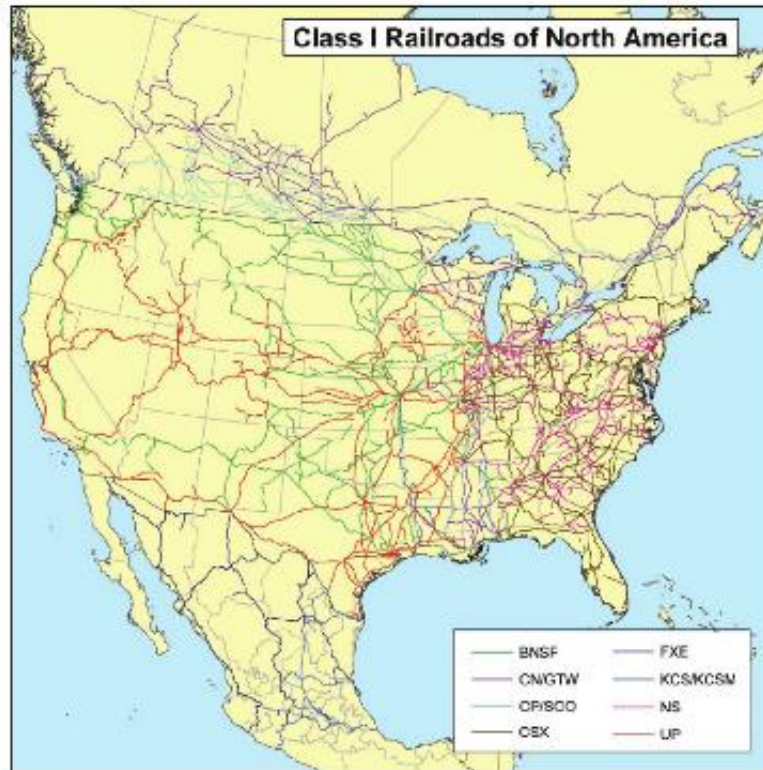 Class I Railroads of North America
BNSF
CN/GTW
CP/SOO
CSX
FXE
KCS/KCSM
NS
UP